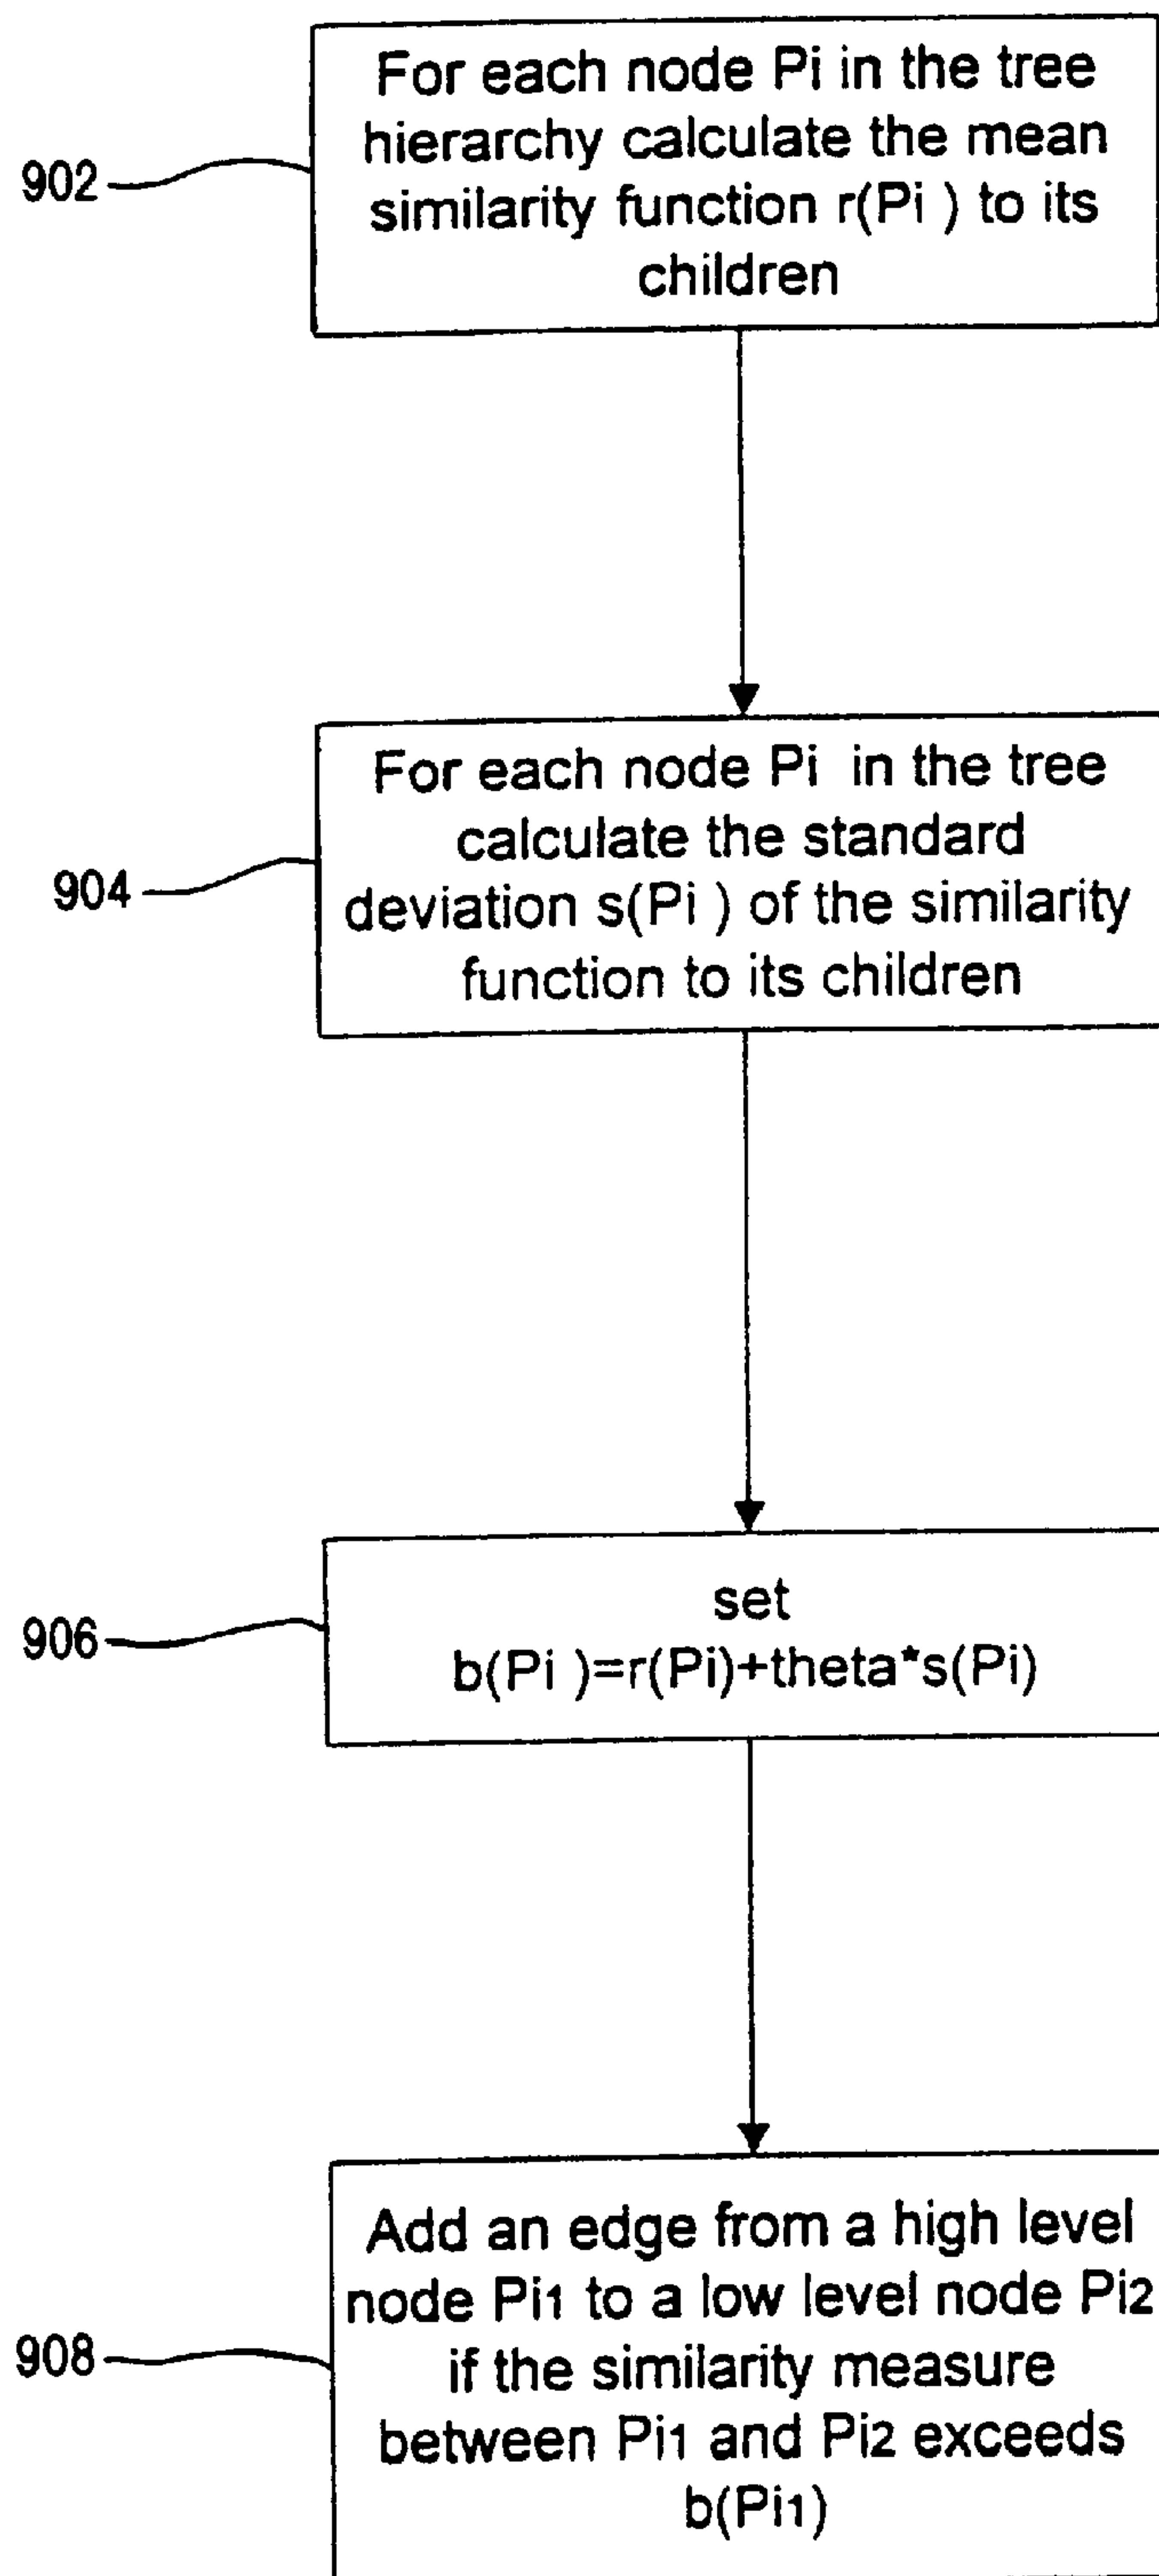 For each node Pi in the tree
hierarchy calculate the mean
similarity function r(Pi ) to its
children
902
For each node Pi in the tree
calculate the standard
deviation s(Pi ) of the similarity
function to its children
904
set
b(Pi )=r(Pi)+theta*s(Pi)
906
Add an edge from a high level
node Pi1 to a low level node Pi2
if the similarity measure
between Pi1 and Pi2 exceeds
b(Pi1)
908